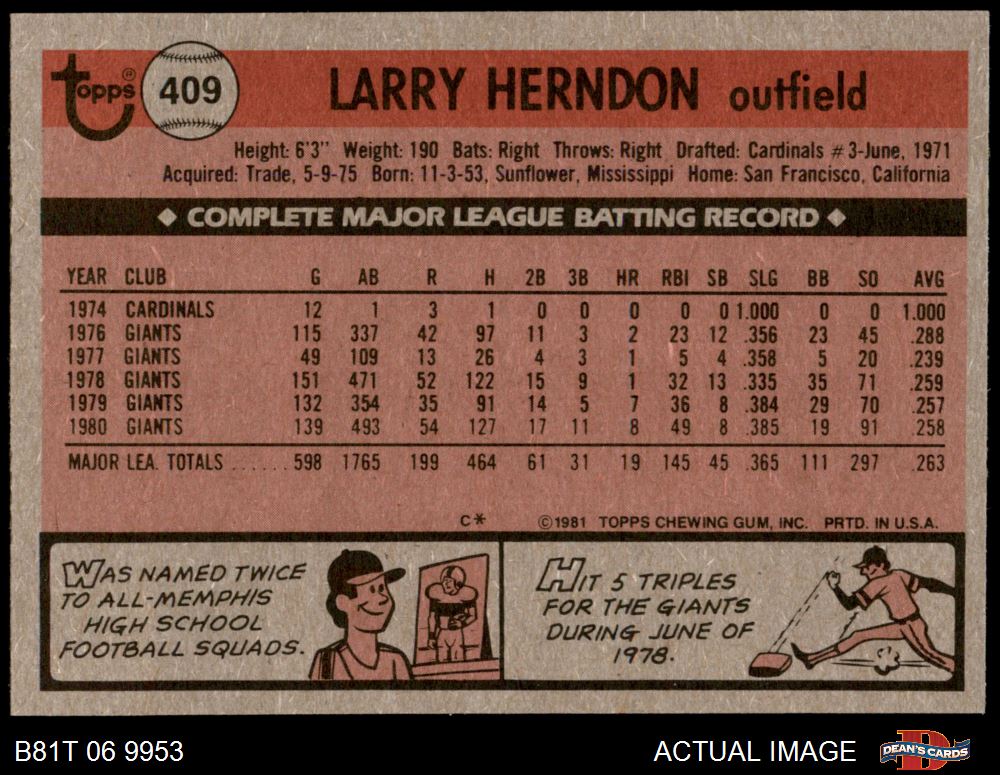 topps® 409 LARRY HERNDON outfield
Height: 6'3" Weight: 190 Bats: Right Throws: Right Drafted: Cardinals #3-June, 1971
Acquired: Trade, 5-9-75 Born: 11-3-53, Sunflower, Mississippi Home: San Francisco, California
◆ COMPLETE MAJOR LEAGUE BATTING RECORD ◆
YEAR CLUB G AB R H 2B 3B HR RBI SB SLG BB SO AVG
1974 CARDINALS 12 1 3 1 0 0 0 0 0 1.000 0 0 1.000
1976 GIANTS 115 337 42 97 11 3 2 23 12 .356 23 45 .288
1977 GIANTS 49 109 13 26 4 3 1 5 4 .358 5 20 .239
1978 GIANTS 151 471 52 122 15 9 1 32 13 .335 35 71 .259
1979 GIANTS 132 354 35 91 14 5 7 36 8 .384 29 70 .257
1980 GIANTS 139 493 54 127 17 11 8 49 8 .385 19 91 .258
MAJOR LEA. TOTALS ...... 598 1765 199 464 61 31 19 145 45 .365 111 297 .263
C* ©1981 TOPPS CHEWING GUM, INC. PRTD. IN U.S.A.
WAS NAMED TWICE
TO ALL-MEMPHIS
HIGH SCHOOL
FOOTBALL SQUADS.
HIT 5 TRIPLES
FOR THE GIANTS
DURING JUNE OF
1978.
B81T 06 9953 ACTUAL IMAGE DEAN'S CARDS